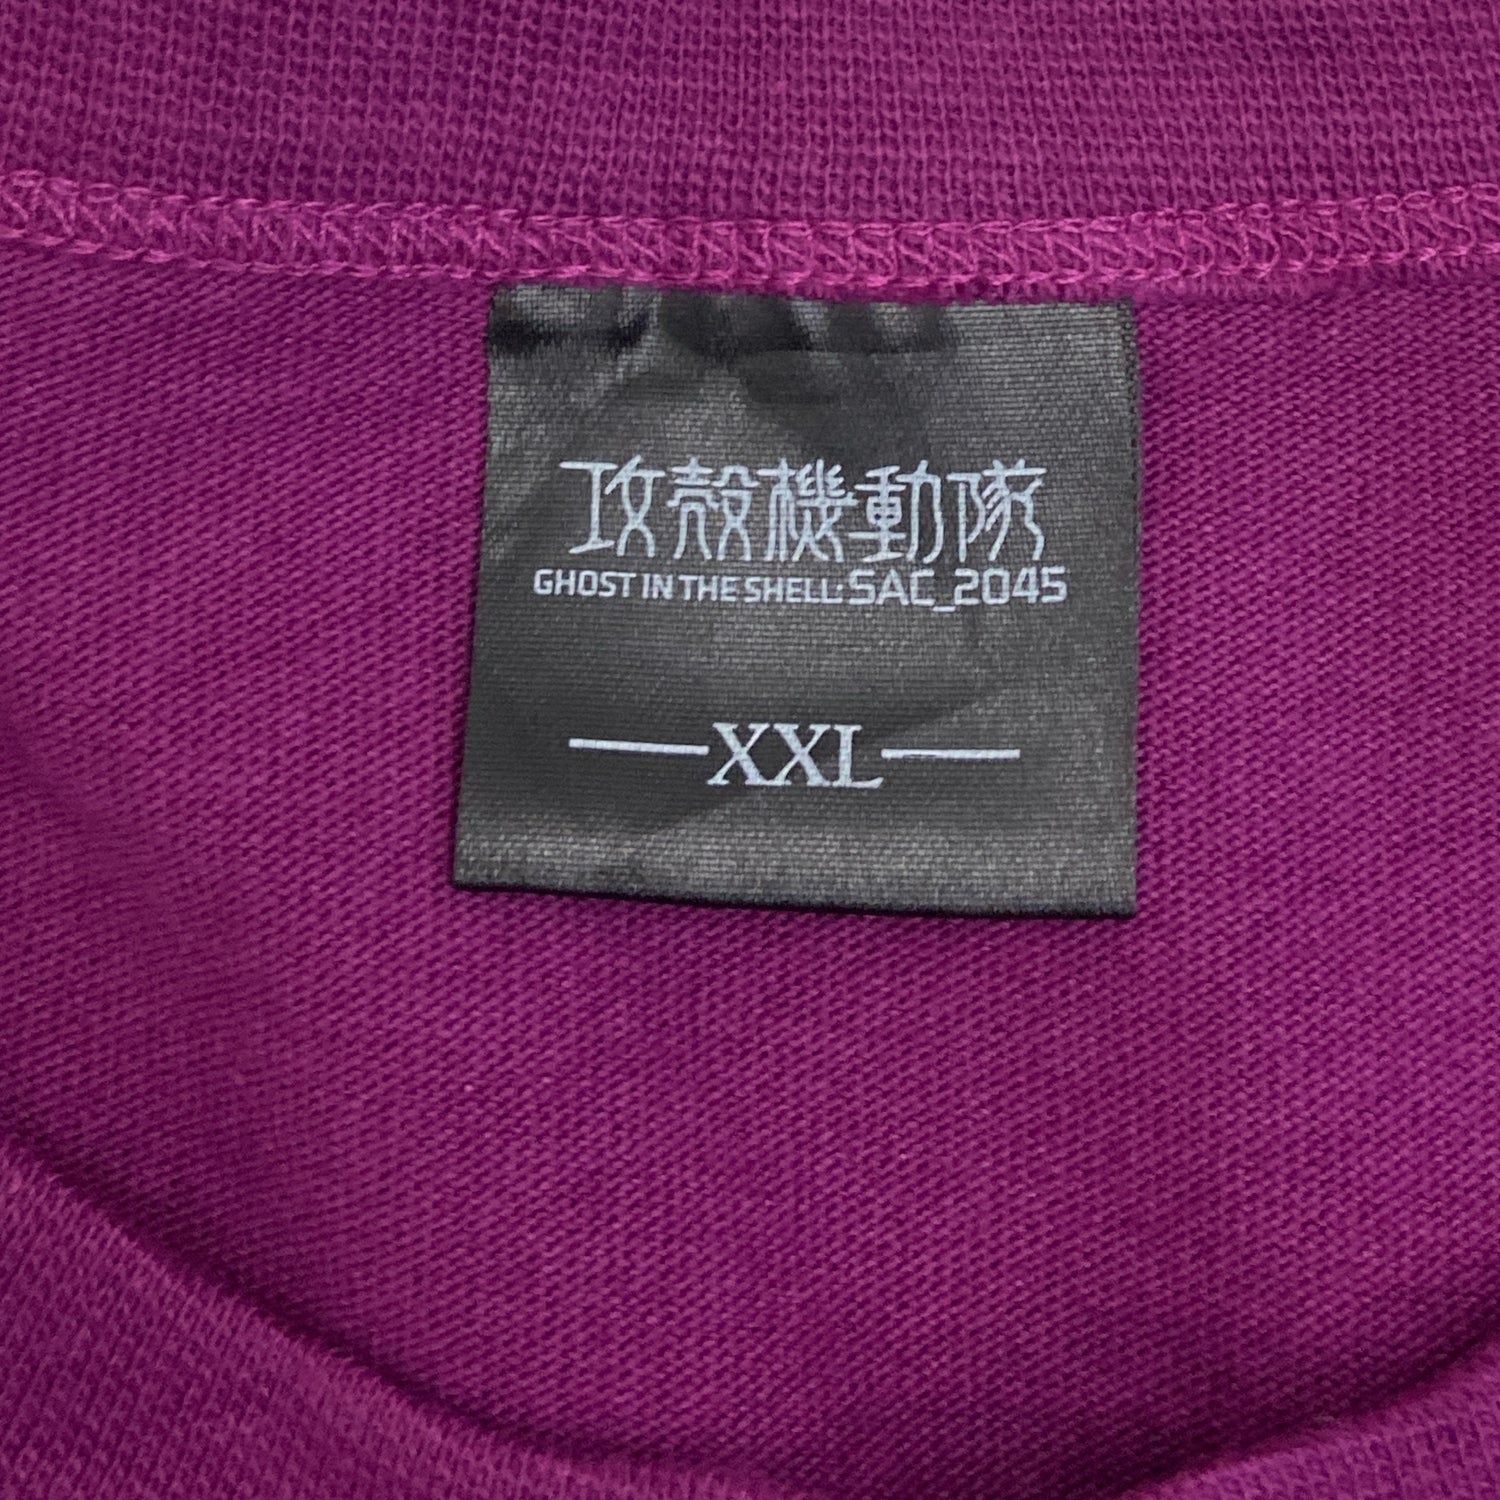 攻殻機動隊
GHOST IN THE SHELL: SAC_2045
XXL